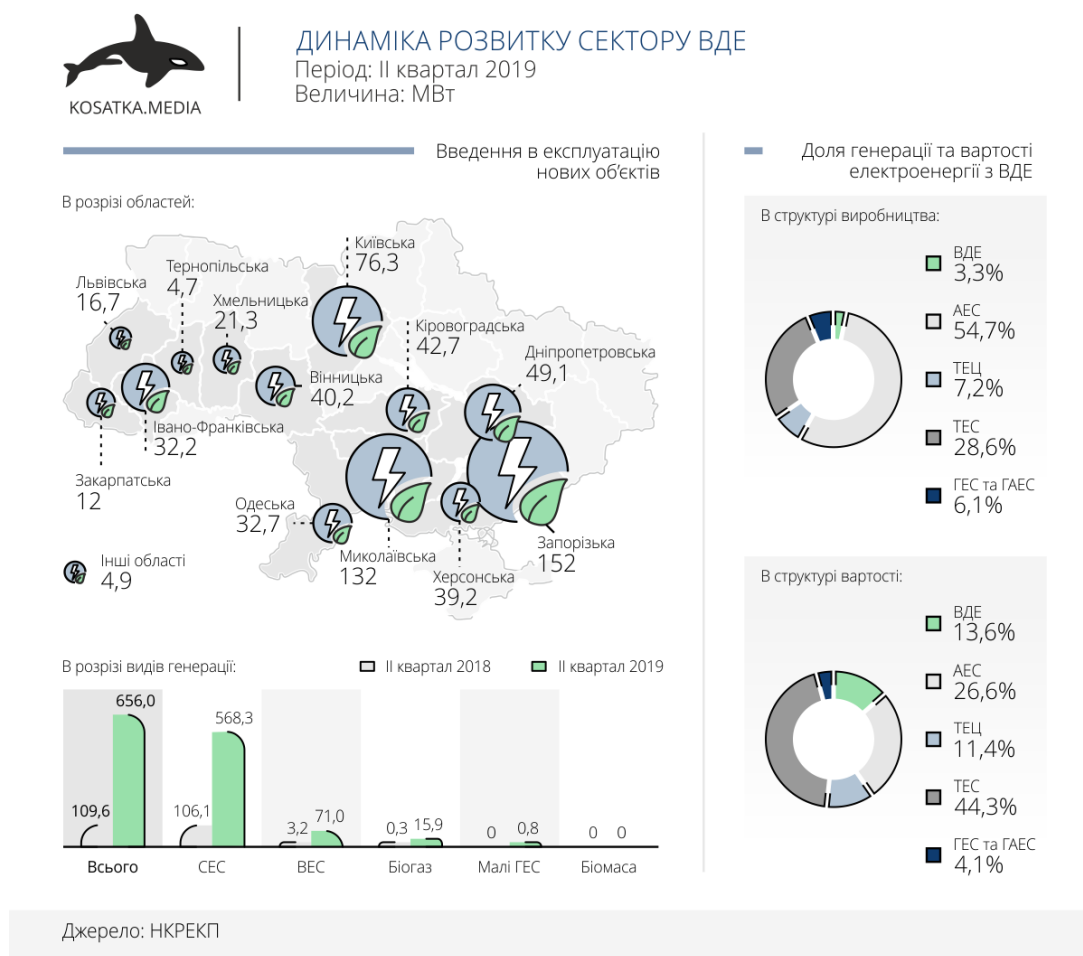 KOSATKA.MEDIA
ДИНАМІКА РОЗВИТКУ СЕКТОРУ ВДЕ
Період: II квартал 2019
Величина: МВт
Введення в експлуатацію
нових об’єктів
В розрізі областей:
Київська
76,3
Тернопільська
4,7
Львівська
16,7
Хмельницька
21,3
Кіровоградська
42,7
Дніпропетровська
49,1
Вінницька
40,2
Івано-Франківська
32,2
Закарпатська
12
Одеська
32,7
Миколаївська
132
Херсонська
39,2
Запорізька
152
Інші області
4,9
В розрізі видів генерації:
II квартал 2018
II квартал 2019
656,0
109,6
568,3
106,1
3,2
71,0
0,3
15,9
0
0,8
0
0
Всього
СЕС
ВЕС
Біогаз
Малі ГЕС
Біомаса
Доля генерації та вартості
електроенергії з ВДЕ
В структурі виробництва:
ВДЕ
3,3%
АЕС
54,7%
ТЕЦ
7,2%
ТЕС
28,6%
ГЕС та ГАЕС
6,1%
В структурі вартості:
ВДЕ
13,6%
АЕС
26,6%
ТЕЦ
11,4%
ТЕС
44,3%
ГЕС та ГАЕС
4,1%
Джерело: НКРЕКП